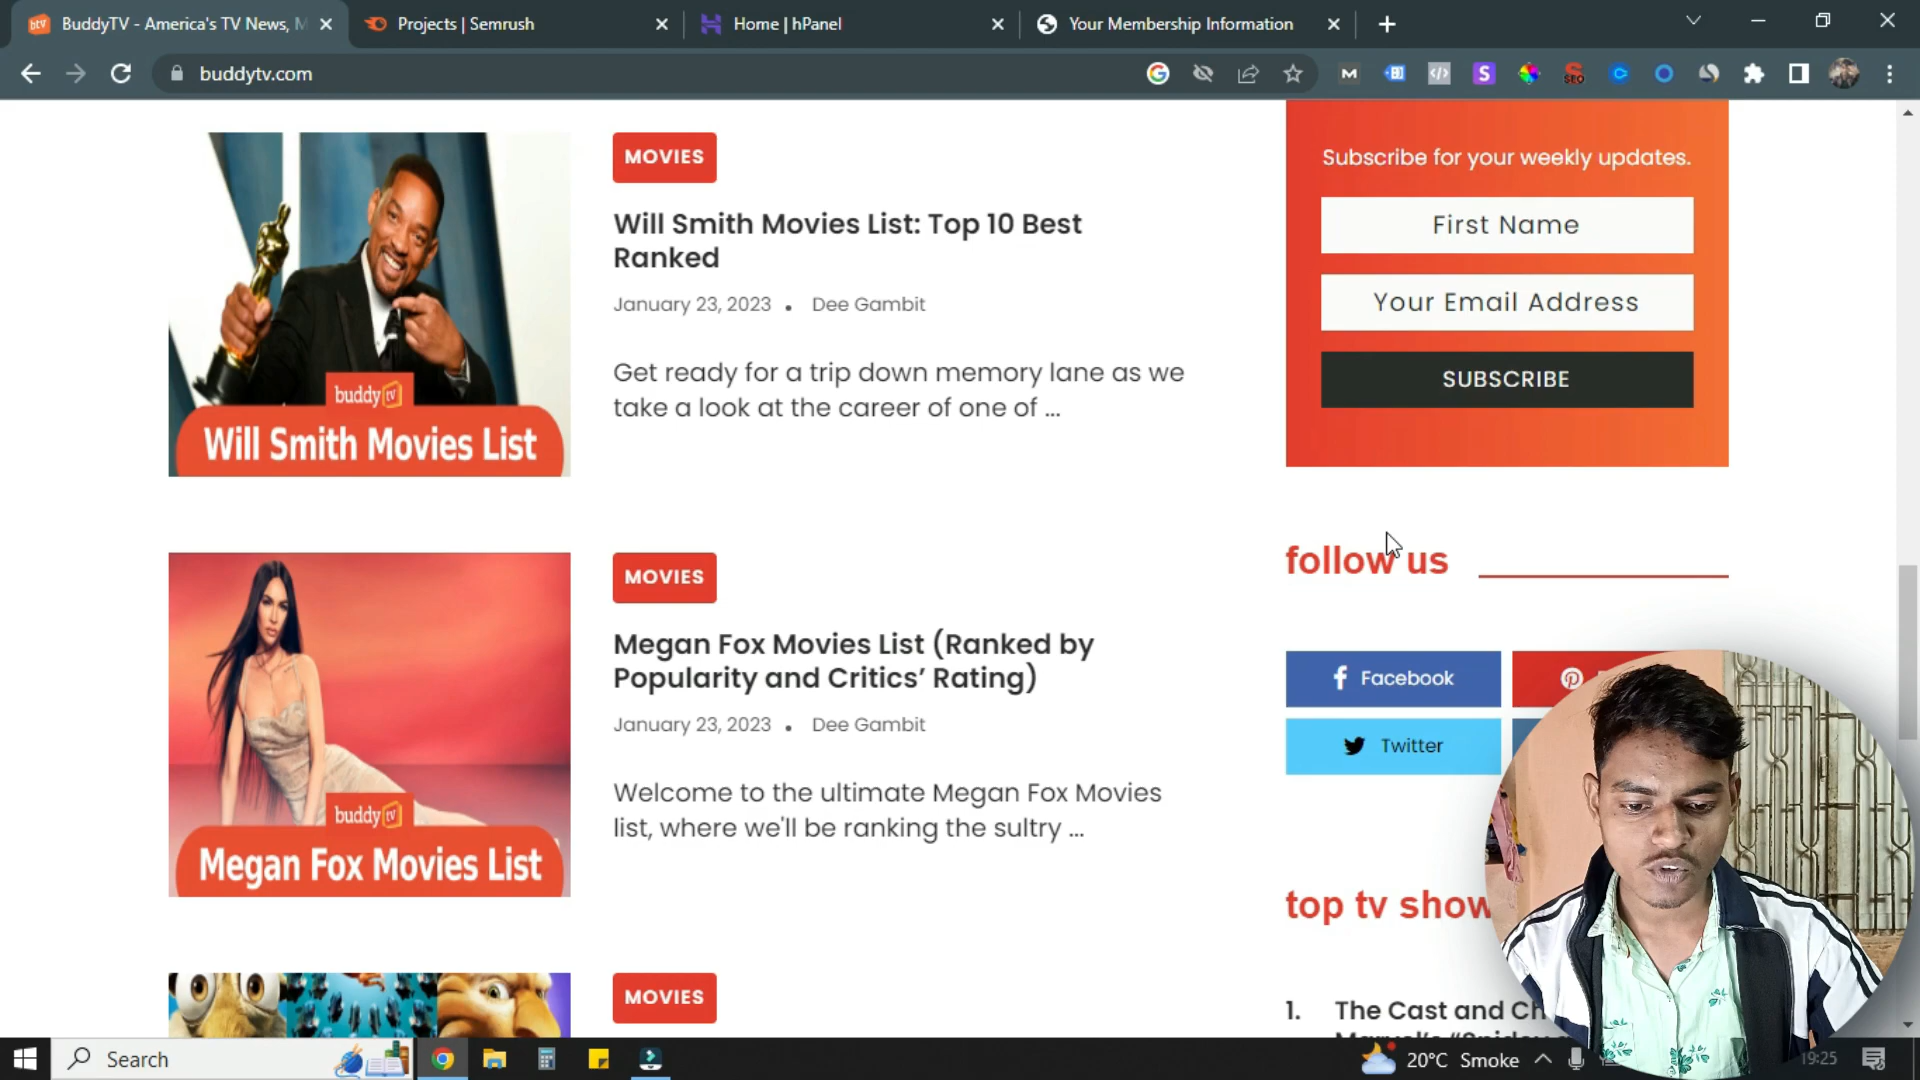 btv BuddyTV - America's TV News, M
Projects | Semrush
Home | hPanel
Your Membership Information
buddytv.com
MOVIES
Will Smith Movies List: Top 10 Best
Ranked
January 23, 2023 • Dee Gambit
Get ready for a trip down memory lane as we
take a look at the career of one of ...
buddy tv
Will Smith Movies List
MOVIES
Megan Fox Movies List (Ranked by
Popularity and Critics’ Rating)
January 23, 2023 • Dee Gambit
Welcome to the ultimate Megan Fox Movies
list, where we'll be ranking the sultry ...
buddy tv
Megan Fox Movies List
MOVIES
Subscribe for your weekly updates.
First Name
Your Email Address
SUBSCRIBE
follow us
Facebook
Twitter
top tv show
1. The Cast and Ch
Search
20°C Smoke
19:25